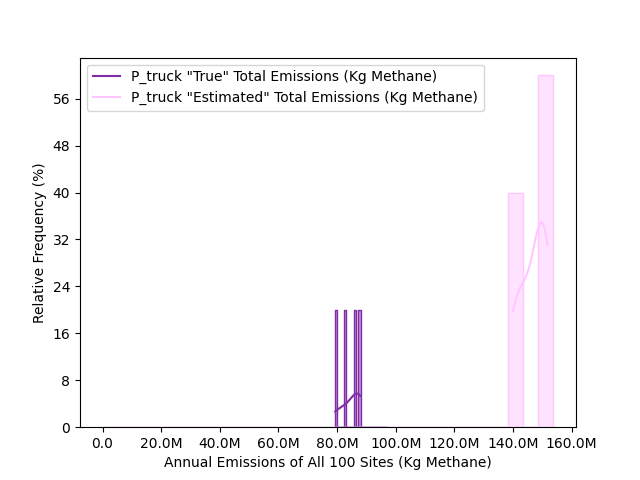 P_truck "True" Total Emissions (Kg Methane)
P_truck "Estimated" Total Emissions (Kg Methane)
56
48
40
32
24
16
8
0
Relative Frequency (%)
0.0 20.0M 40.0M 60.0M 80.0M 100.0M 120.0M 140.0M 160.0M
Annual Emissions of All 100 Sites (Kg Methane)